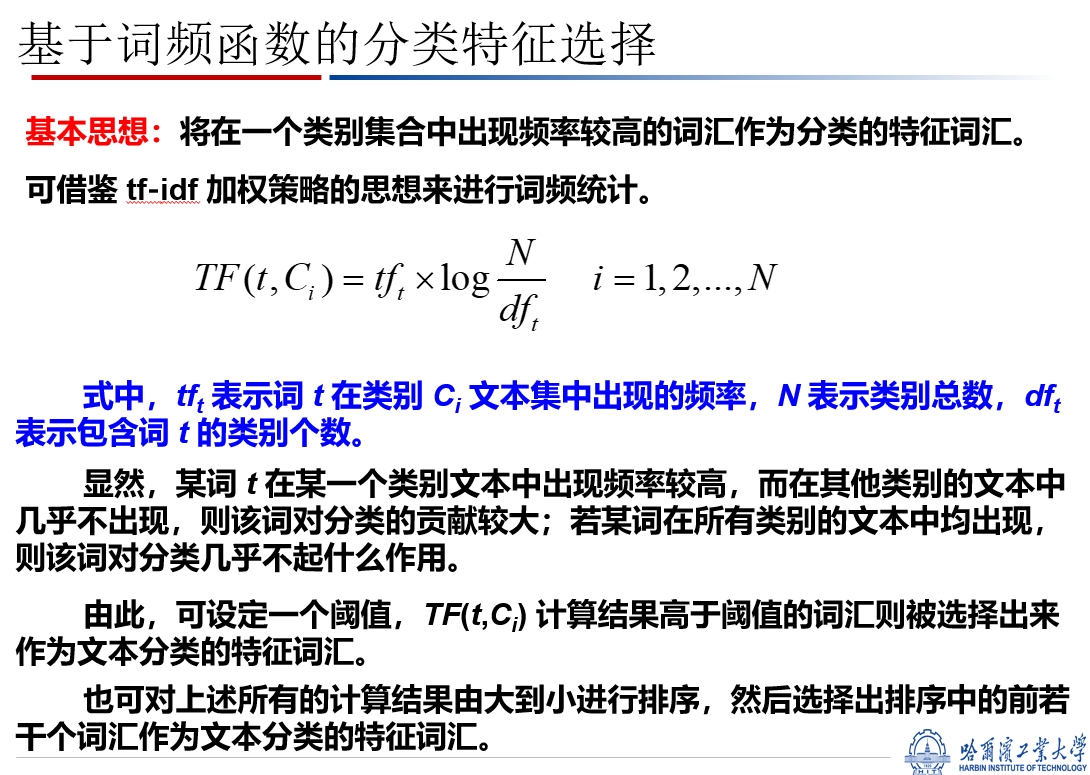 基于词频函数的分类特征选择
基本思想：将在一个类别集合中出现频率较高的词汇作为分类的特征词汇。
可借鉴 tf-idf 加权策略的思想来进行词频统计。
TF(t,Ci) = tft × log N/dft   i = 1,2,...,N
式中，tft 表示词 t 在类别 Ci 文本集中出现的频率，N 表示类别总数，dft
表示包含词 t 的类别个数。
显然，某词 t 在某一个类别文本中出现频率较高，而在其他类别的文本中
几乎不出现，则该词对分类的贡献较大；若某词在所有类别的文本中均出现，
则该词对分类几乎不起什么作用。
由此，可设定一个阈值，TF(t,Ci) 计算结果高于阈值的词汇则被选择出来
作为文本分类的特征词汇。
也可对上述所有的计算结果由大到小进行排序，然后选择出排序中的前若
干个词汇作为文本分类的特征词汇。
哈爾濱工業大學
HARBIN INSTITUTE OF TECHNOLOGY
HIT